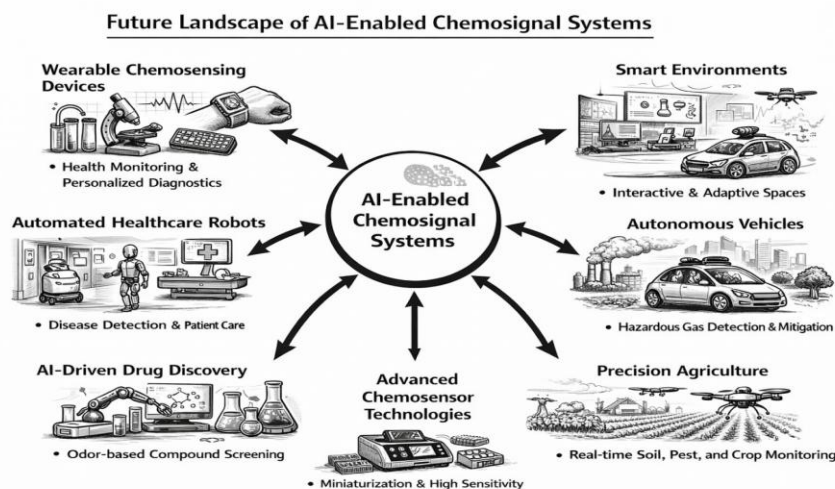 Future Landscape of AI-Enabled Chemosignal Systems
Wearable Chemosensing
Devices
• Health Monitoring &
Personalized Diagnostics
Smart Environments
• Interactive & Adaptive Spaces
AI-Enabled
Chemosignal
Systems
Automated Healthcare Robots
• Disease Detection & Patient Care
Autonomous Vehicles
• Hazardous Gas Detection & Mitigation
AI-Driven Drug Discovery
• Odor-based Compound Screening
Advanced
Chemosensor
Technologies
• Miniaturization & High Sensitivity
Precision Agriculture
• Real-time Soil, Pest, and Crop Monitoring